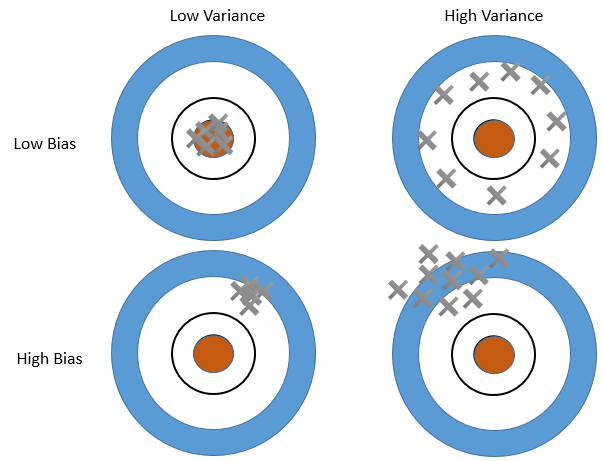 Low Variance
High Variance
Low Bias
High Bias